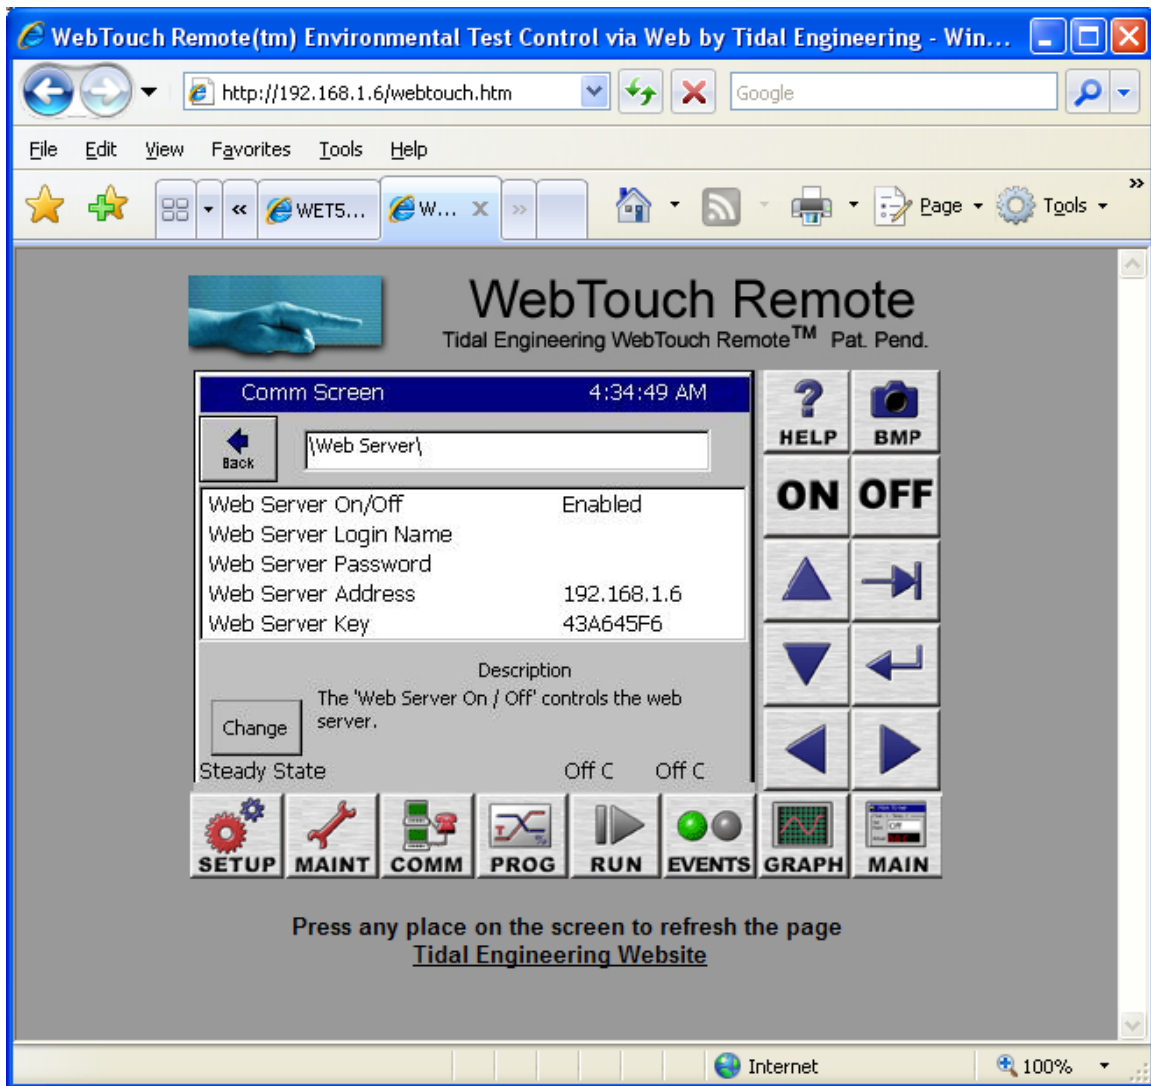 WebTouch Remote(tm) Environmental Test Control via Web by Tidal Engineering - Win...
http://192.168.1.6/webtouch.htm
Google
File Edit View Favorites Tools Help
WET5... W... Page Tools
WebTouch Remote
Tidal Engineering WebTouch Remote™ Pat. Pend.
Comm Screen 4:34:49 AM
HELP BMP
Back \Web Server\
ON OFF
Web Server On/Off Enabled
Web Server Login Name
Web Server Password
Web Server Address 192.168.1.6
Web Server Key 43A645F6
Description
The 'Web Server On / Off' controls the web
server.
Change
Steady State Off C Off C
SETUP MAINT COMM PROG RUN EVENTS GRAPH MAIN
Press any place on the screen to refresh the page
Tidal Engineering Website
Internet 100%